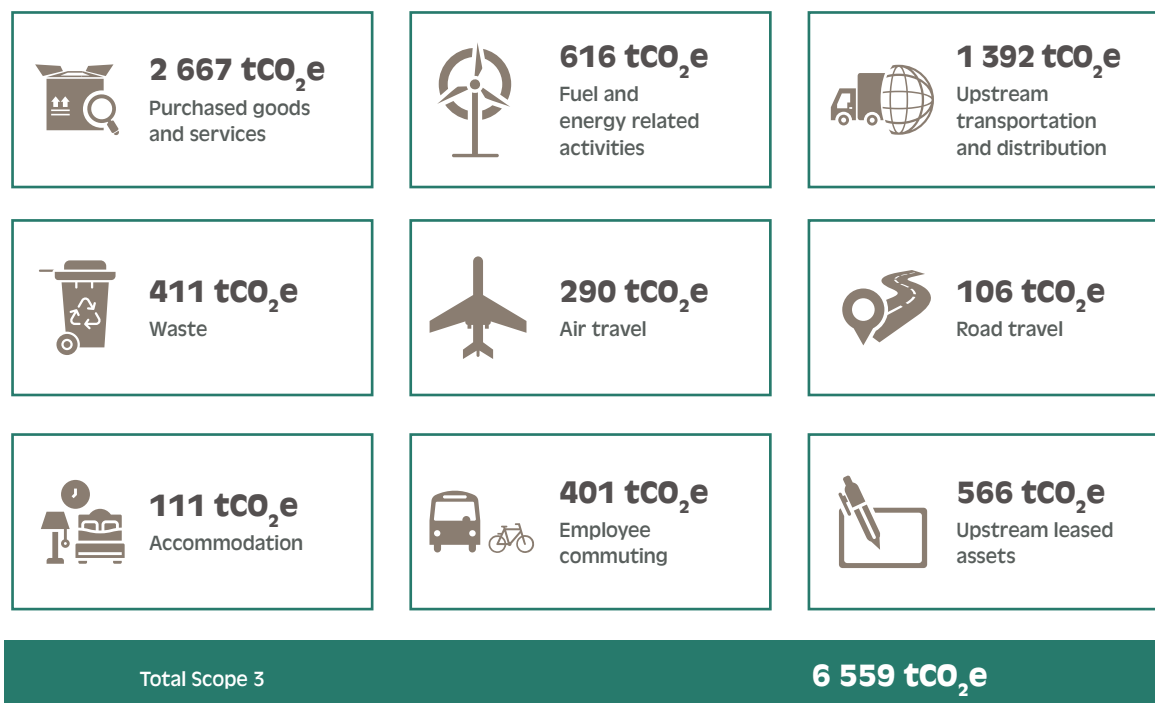 2 667 tCO₂e
Purchased goods
and services
616 tCO₂e
Fuel and
energy related
activities
1 392 tCO₂e
Upstream
transportation
and distribution
411 tCO₂e
Waste
290 tCO₂e
Air travel
106 tCO₂e
Road travel
111 tCO₂e
Accommodation
401 tCO₂e
Employee
commuting
566 tCO₂e
Upstream leased
assets
Total Scope 3
6 559 tCO₂e